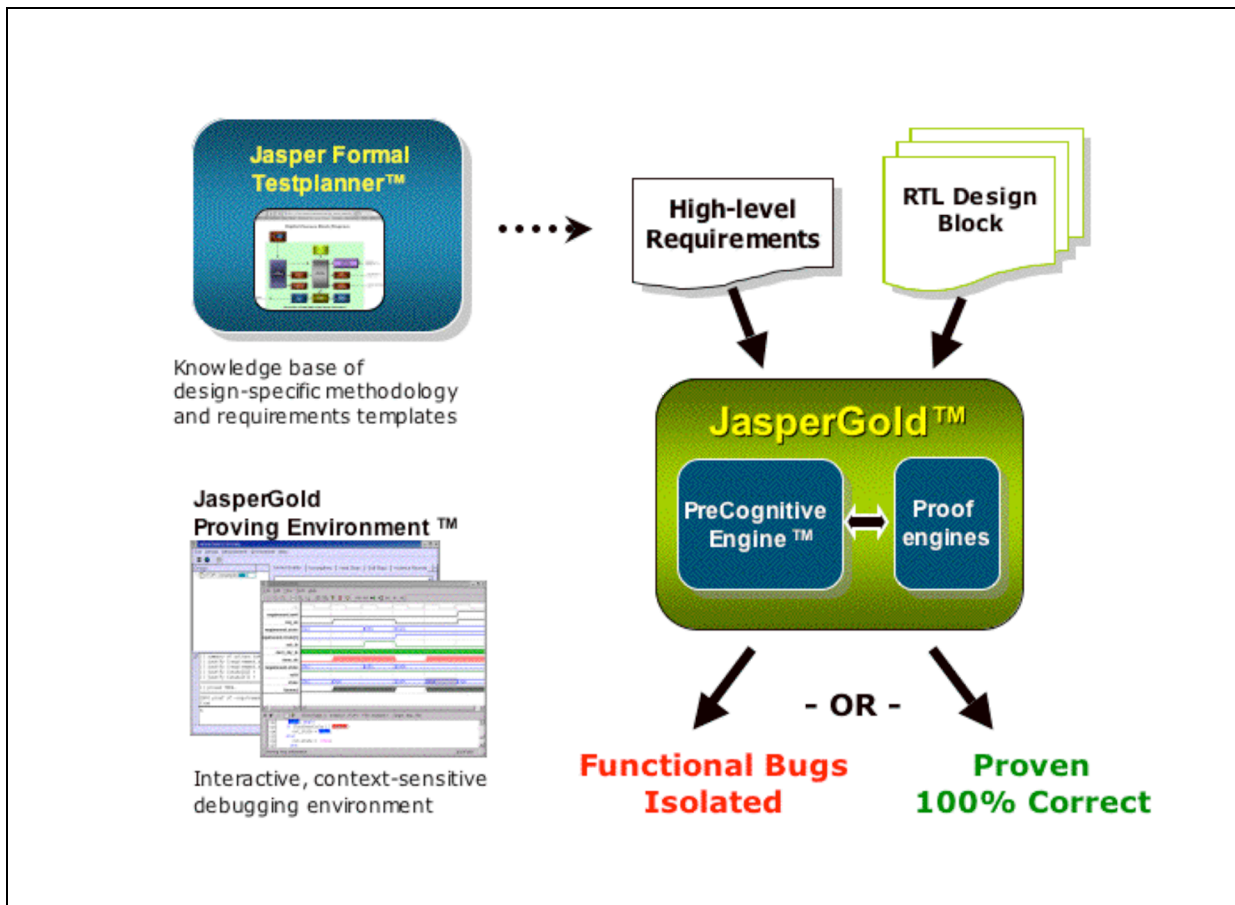 Jasper Formal
Testplanner™
Knowledge base of
design-specific methodology
and requirements templates
High-level
Requirements
RTL Design
Block
JasperGold™
PreCognitive
Engine™
Proof
engines
- OR -
Functional Bugs
Isolated
Proven
100% Correct
JasperGold
Proving Environment ™
Interactive, context-sensitive
debugging environment